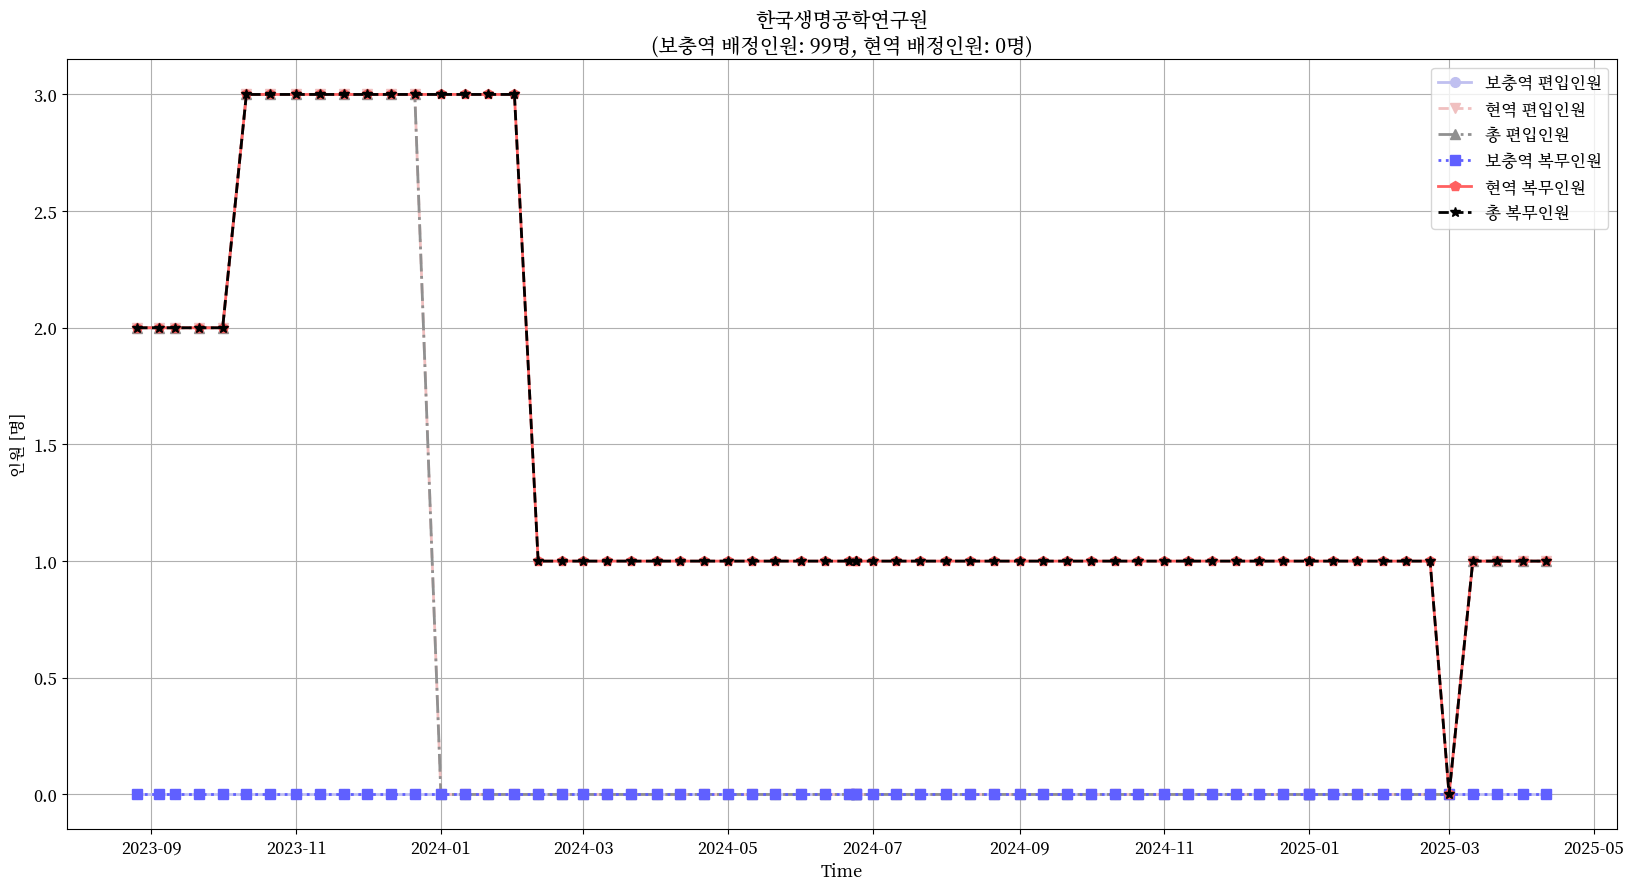 한국생명공학연구원
(보충역 배정인원: 99명, 현역 배정인원: 0명)
보충역 편입인원
현역 편입인원
총 편입인원
보충역 복무인원
현역 복무인원
총 복무인원
인원 [명]
3.0
2.5
2.0
1.5
1.0
0.5
0.0
2023-09
2023-11
2024-01
2024-03
2024-05
2024-07
2024-09
2024-11
2025-01
2025-03
2025-05
Time